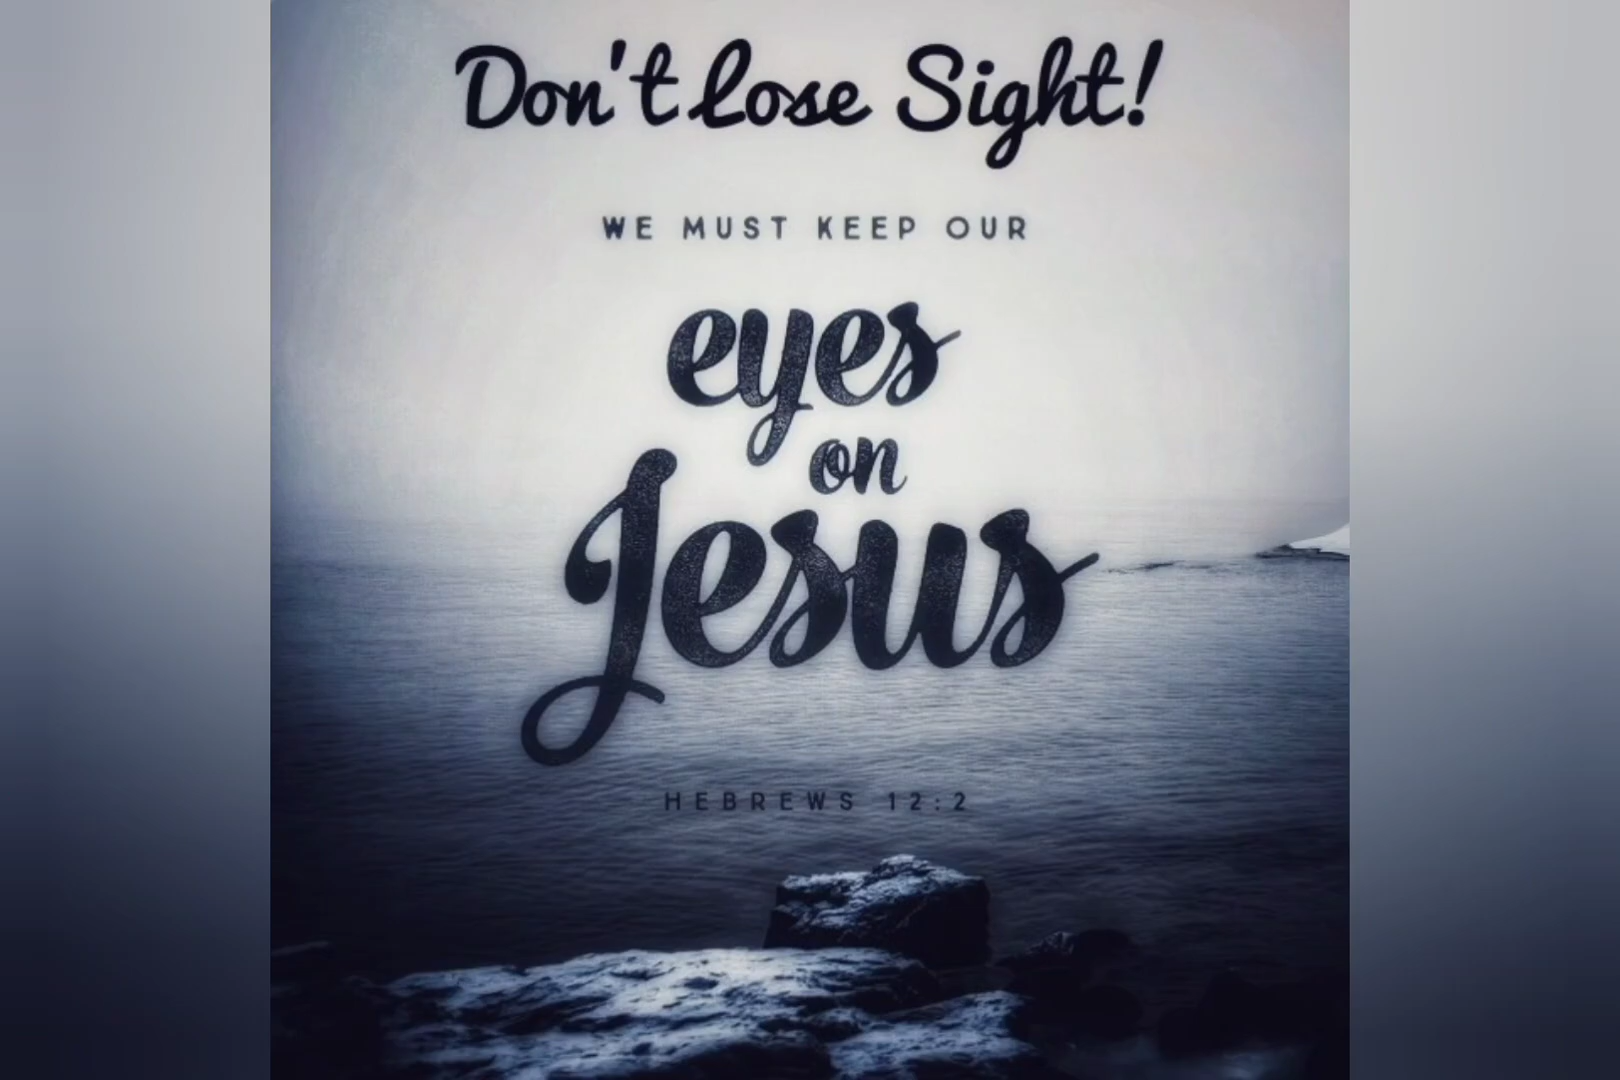 Don't lose Sight!
WE MUST KEEP OUR
eyes
on
Jesus
HEBREWS 12:2